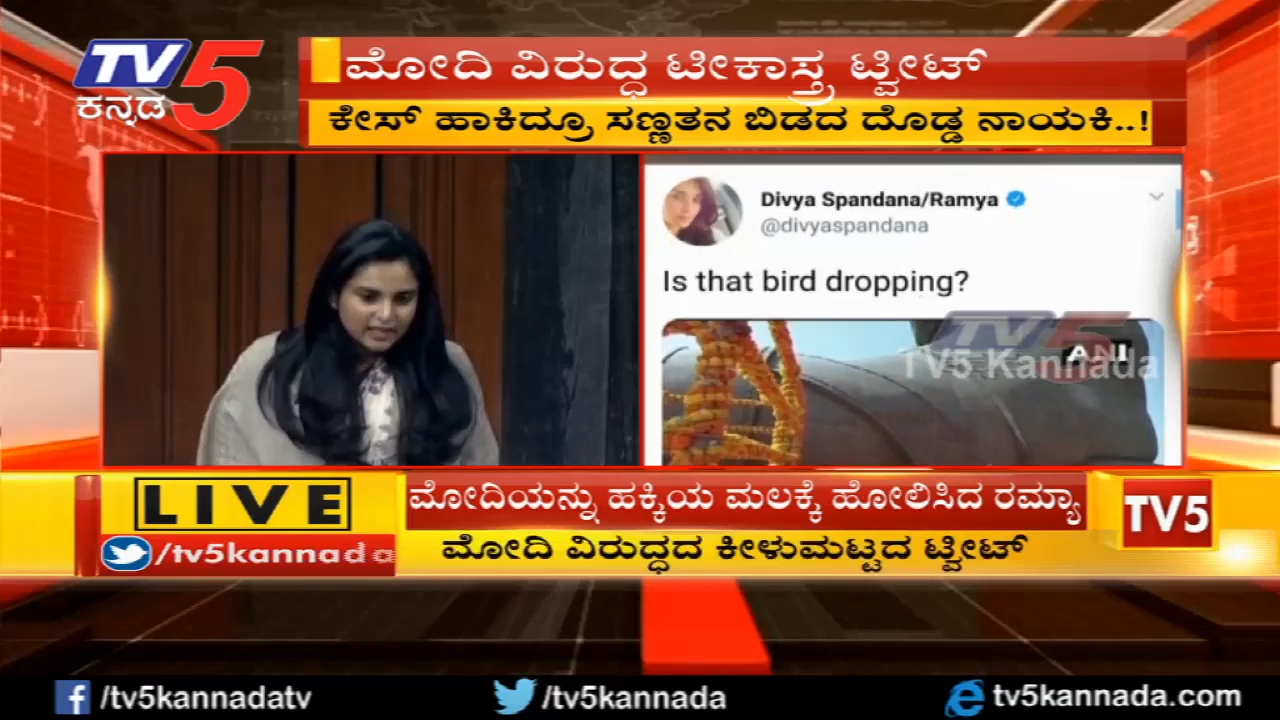 TV5
ಕನ್ನಡ
ಮೋದಿ ವಿರುದ್ಧ ಟೀಕಾಸ್ತ್ರ ಟ್ವೀಟ್
ಕೇಸ್ ಹಾಕಿದ್ರೂ ಸಣ್ಣತನ ಬಿಡದ ದೊಡ್ಡ ನಾಯಕಿ..!
Divya Spandana/Ramya
@divyaspandana
Is that bird dropping?
TV5
ANI
TV5 Kannada
LIVE
ಮೋದಿಯನ್ನು ಹಕ್ಕಿಯ ಮಲಕ್ಕೆ ಹೋಲಿಸಿದ ರಮ್ಯಾ
TV5
/tv5kannada
ಮೋದಿ ವಿರುದ್ಧದ ಕೀಳುಮಟ್ಟದ ಟ್ವೀಟ್
/tv5kannadatv
/tv5kannada
tv5kannada.com